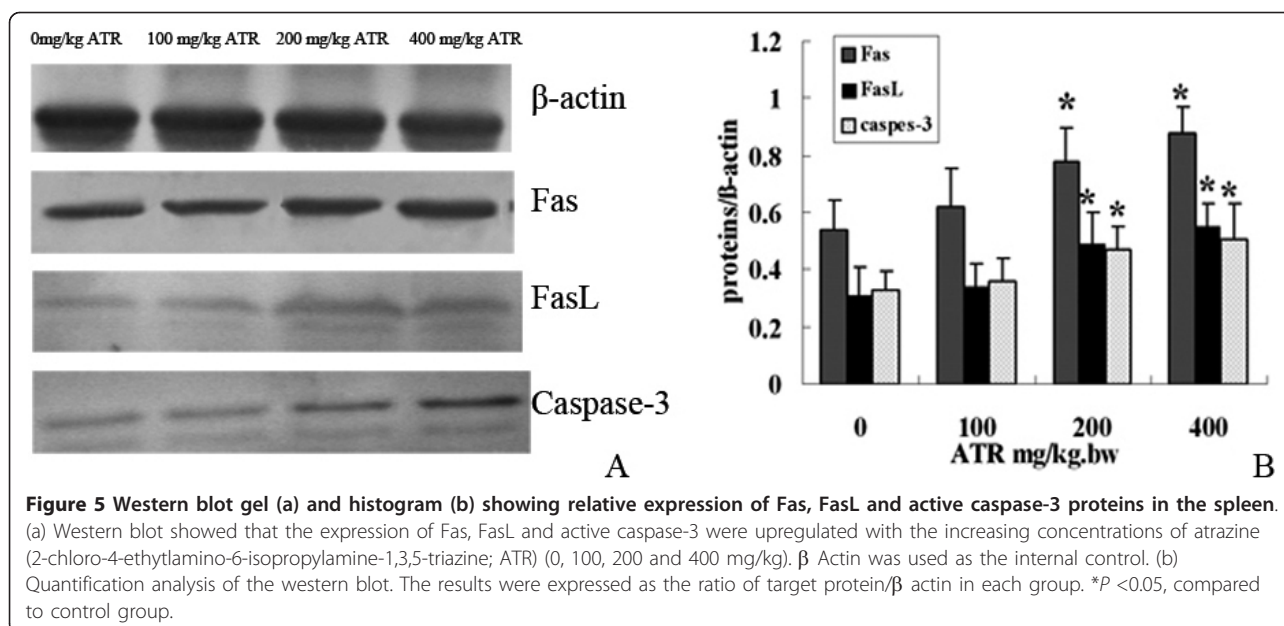 0mg/kg ATR 100 mg/kg ATR 200 mg/kg ATR 400 mg/kg ATR
β-actin
Fas
FasL
Caspase-3
A
1.2
1
0.8
0.6
0.4
0.2
0
proteins/ß-actin
Fas
FasL
caspes-3
* *
* * * *
0 100 200 400
ATR mg/kg.bw
B
Figure 5 Western blot gel (a) and histogram (b) showing relative expression of Fas, FasL and active caspase-3 proteins in the spleen.
(a) Western blot showed that the expression of Fas, FasL and active caspase-3 were upregulated with the increasing concentrations of atrazine
(2-chloro-4-ethytlamino-6-isopropylamine-1,3,5-triazine; ATR) (0, 100, 200 and 400 mg/kg). β Actin was used as the internal control. (b)
Quantification analysis of the western blot. The results were expressed as the ratio of target protein/β actin in each group. *P <0.05, compared
to control group.